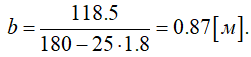 b = 118.5 / (180 − 25·1.8) = 0.87[м].